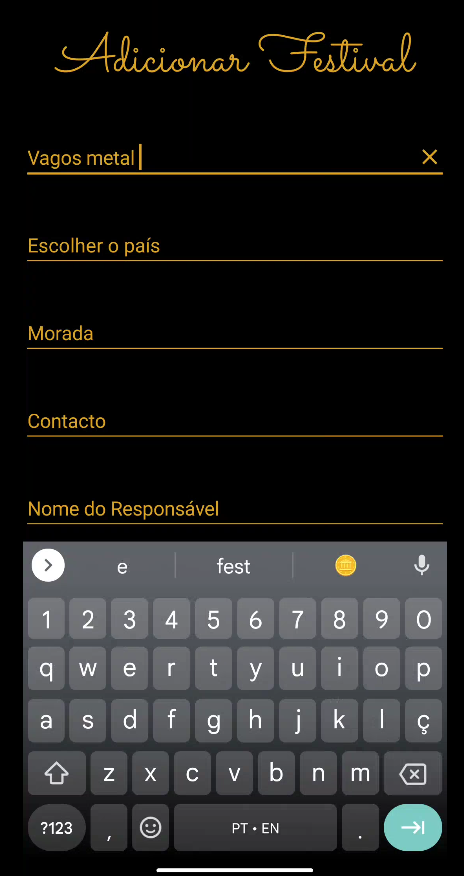 Adicionar Festival
Vagos metal
Escolher o país
Morada
Contacto
Nome do Responsável
e fest
1 2 3 4 5 6 7 8 9 0
q w e r t y u i o p
a s d f g h j k l ç
z x c v b n m
?123 , PT • EN .